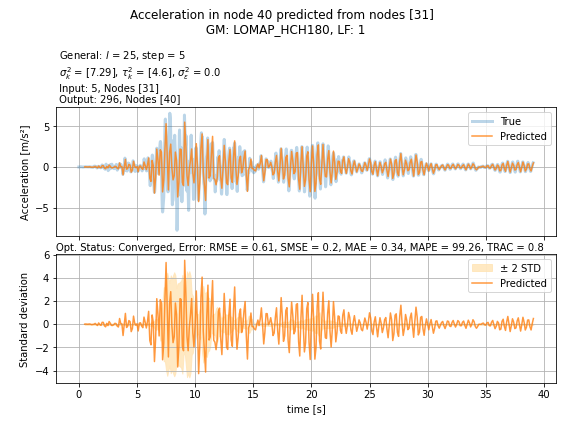 Acceleration in node 40 predicted from nodes [31]
GM: LOMAP_HCH180, LF: 1
General: l = 25, step = 5
σ²ₖ = [7.29], τ²ₖ = [4.6], σ²ε = 0.0
Input: 5, Nodes [31]
Output: 296, Nodes [40]
Acceleration [m/s²]
5
0
−5
True
Predicted
Opt. Status: Converged, Error: RMSE = 0.61, SMSE = 0.2, MAE = 0.34, MAPE = 99.26, TRAC = 0.8
Standard deviation
6
4
2
0
−2
−4
± 2 STD
Predicted
0 5 10 15 20 25 30 35 40
time [s]